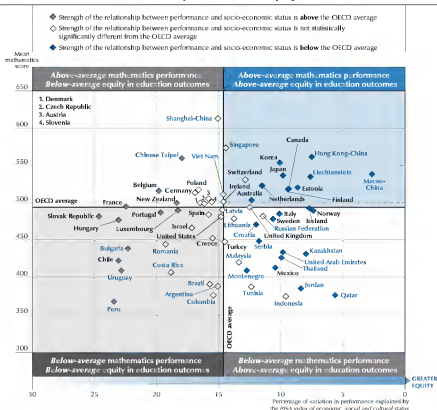 Strength of the relationship between performance and socio-economic status is above the OECD average
Strength of the relationship between performance and socio-economic status is not statistically
significantly different from the OECD average
Strength of the relationship between performance and socio-economic status is below the OECD average
Mean
mathematics
score
650
600
550
500
450
400
350
300
Above-average mathematics performance
Below-average equity in education outcomes
Above-average mathematics performance
Above-average equity in education outcomes
1. Denmark
2. Czech Republic
3. Austria
4. Slovenia
Shanghai-China
Singapore
Chinese Taipei
Viet Nam
Canada
Korea
Hong Kong-China
Japan
Liechtenstein
Switzerland
Macao-
China
Poland
Belgium
Germany
Ireland
Estonia
Australia
Netherlands
Finland
New Zealand
OECD average
France
Slovak Republic
Portugal
Spain
Latvia
Italy
Norway
Hungary
Luxembourg
Lithuania
Sweden
Iceland
Israel
United States
Russian Federation
Croatia
United Kingdom
Greece
Serbia
Bulgaria
Romania
Turkey
Kazakhstan
Chile
Malaysia
United Arab Emirates
Thailand
Uruguay
Costa Rica
Montenegro
Mexico
Brazil
Argentina
Colombia
Tunisia
Jordan
Peru
Indonesia
Qatar
OECD average
Below-average mathematics performance
Below-average equity in education outcomes
Below-average mathematics performance
Above-average equity in education outcomes
30
25
20
15
10
5
0
GREATER
EQUITY
Percentage of variation in performance explained by
the PISA index of economic, social and cultural status